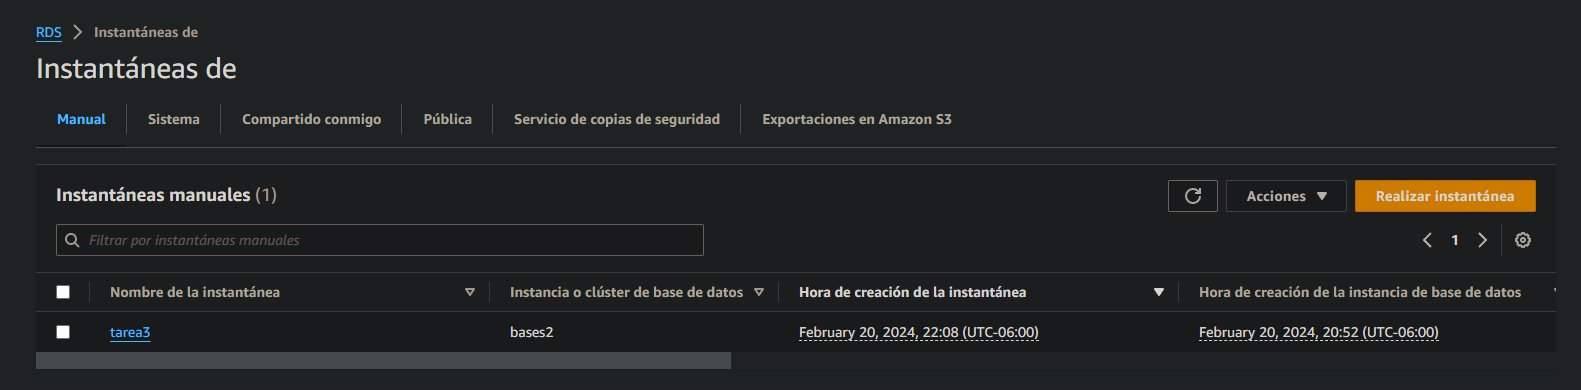 RDS > Instantáneas de
Instantáneas de
Manual Sistema Compartido conmigo Pública Servicio de copias de seguridad Exportaciones en Amazon S3
Instantáneas manuales (1) Acciones Realizar instantánea
Filtrar por instantáneas manuales 1
Nombre de la instantánea Instancia o clúster de base de datos Hora de creación de la instantánea Hora de creación de la instancia de base de datos
tarea3 bases2 February 20, 2024, 22:08 (UTC-06:00) February 20, 2024, 20:52 (UTC-06:00)